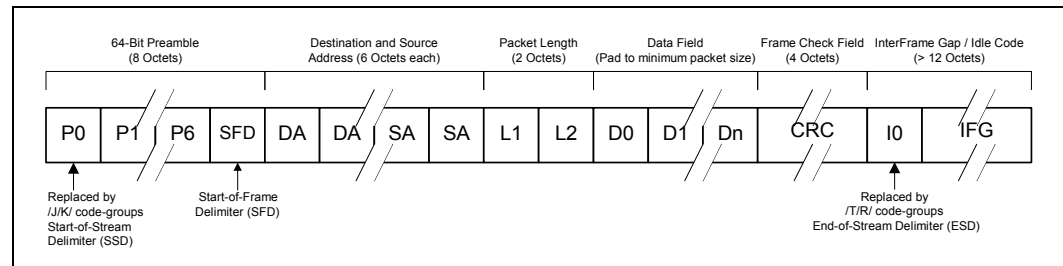 64-Bit Preamble
(8 Octets)
Destination and Source
Address (6 Octets each)
Packet Length
(2 Octets)
Data Field
(Pad to minimum packet size)
Frame Check Field
(4 Octets)
InterFrame Gap / Idle Code
(> 12 Octets)
P0 P1 P6 SFD DA DA SA SA L1 L2 D0 D1 Dn CRC I0 IFG
Replaced by
/J/K/ code-groups
Start-of-Stream
Delimiter (SSD)
Start-of-Frame
Delimiter (SFD)
Replaced by
/T/R/ code-groups
End-of-Stream Delimiter (ESD)